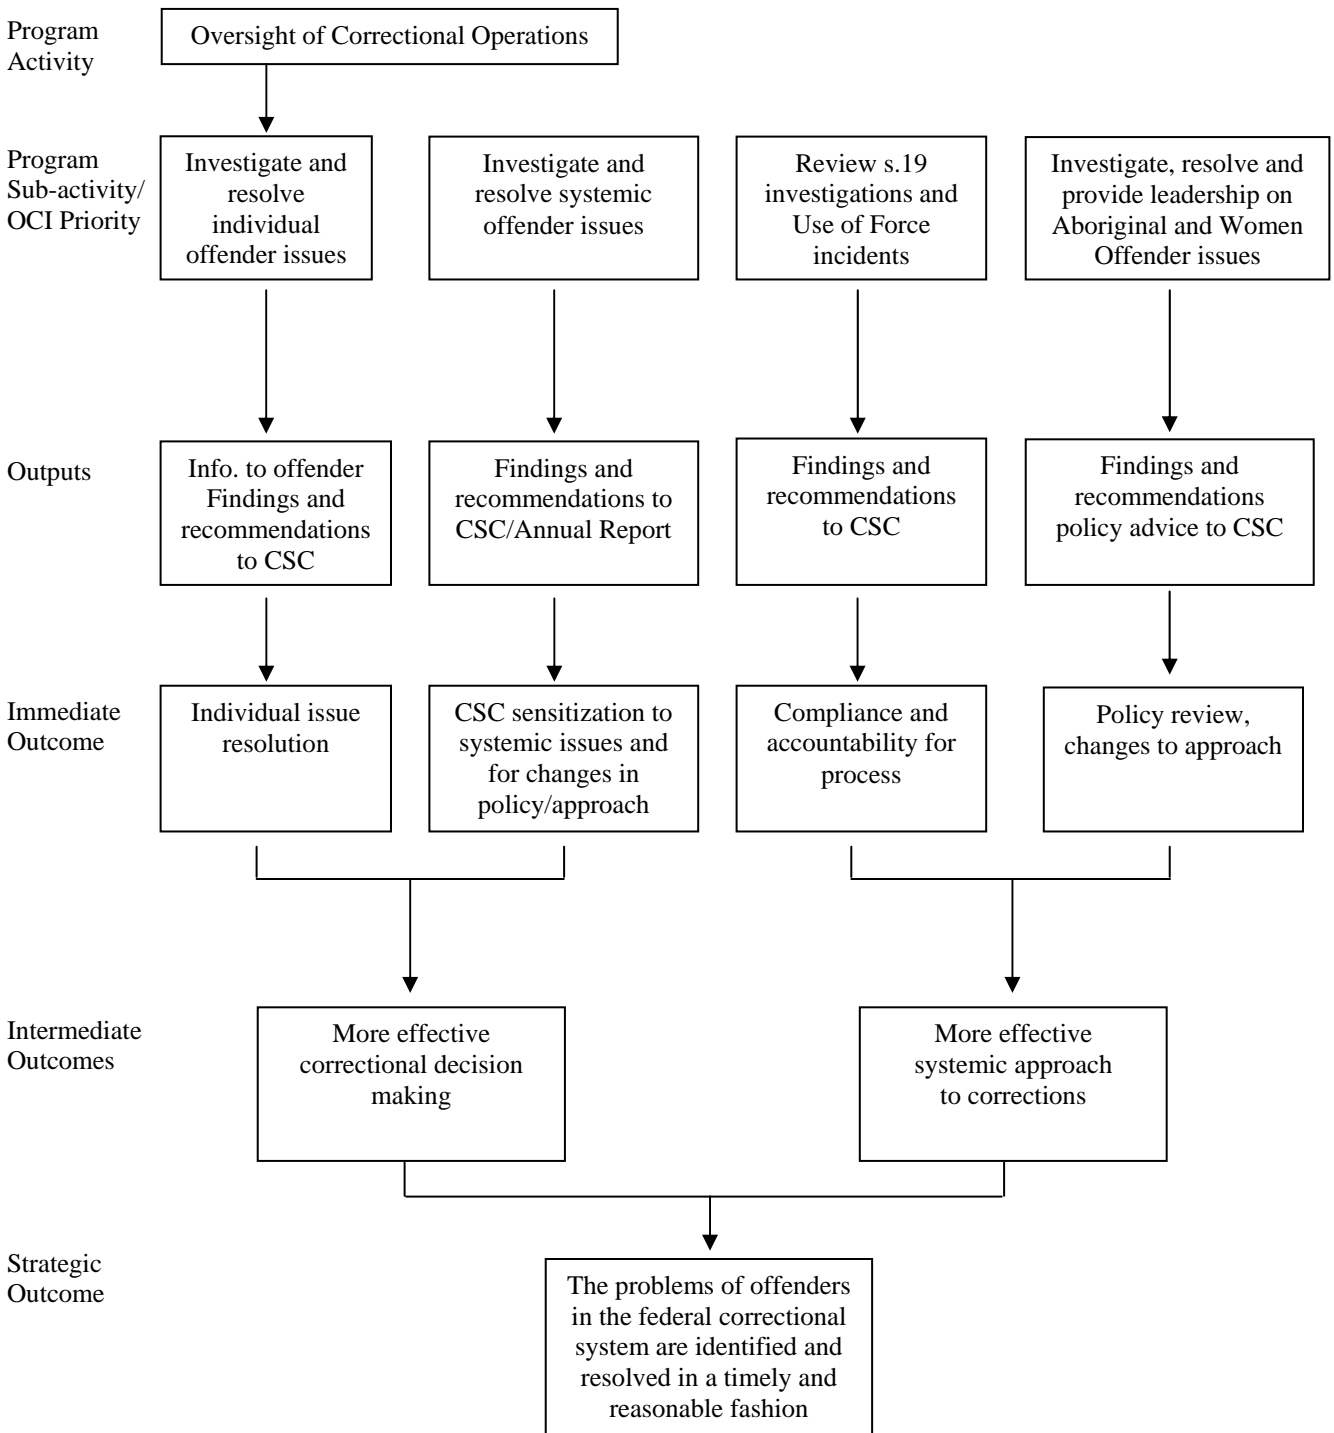 Program
Activity
Oversight of Correctional Operations
Program
Sub-activity/
OCI Priority
Investigate and
resolve
individual
offender issues
Investigate and
resolve systemic
offender issues
Review s.19
investigations and
Use of Force
incidents
Investigate, resolve and
provide leadership on
Aboriginal and Women
Offender issues
Outputs
Info. to offender
Findings and
recommendations
to CSC
Findings and
recommendations to
CSC/Annual Report
Findings and
recommendations
to CSC
Findings and
recommendations
policy advice to CSC
Immediate
Outcome
Individual issue
resolution
CSC sensitization to
systemic issues and
for changes in
policy/approach
Compliance and
accountability for
process
Policy review,
changes to approach
Intermediate
Outcomes
More effective
correctional decision
making
More effective
systemic approach
to corrections
Strategic
Outcome
The problems of offenders
in the federal correctional
system are identified and
resolved in a timely and
reasonable fashion